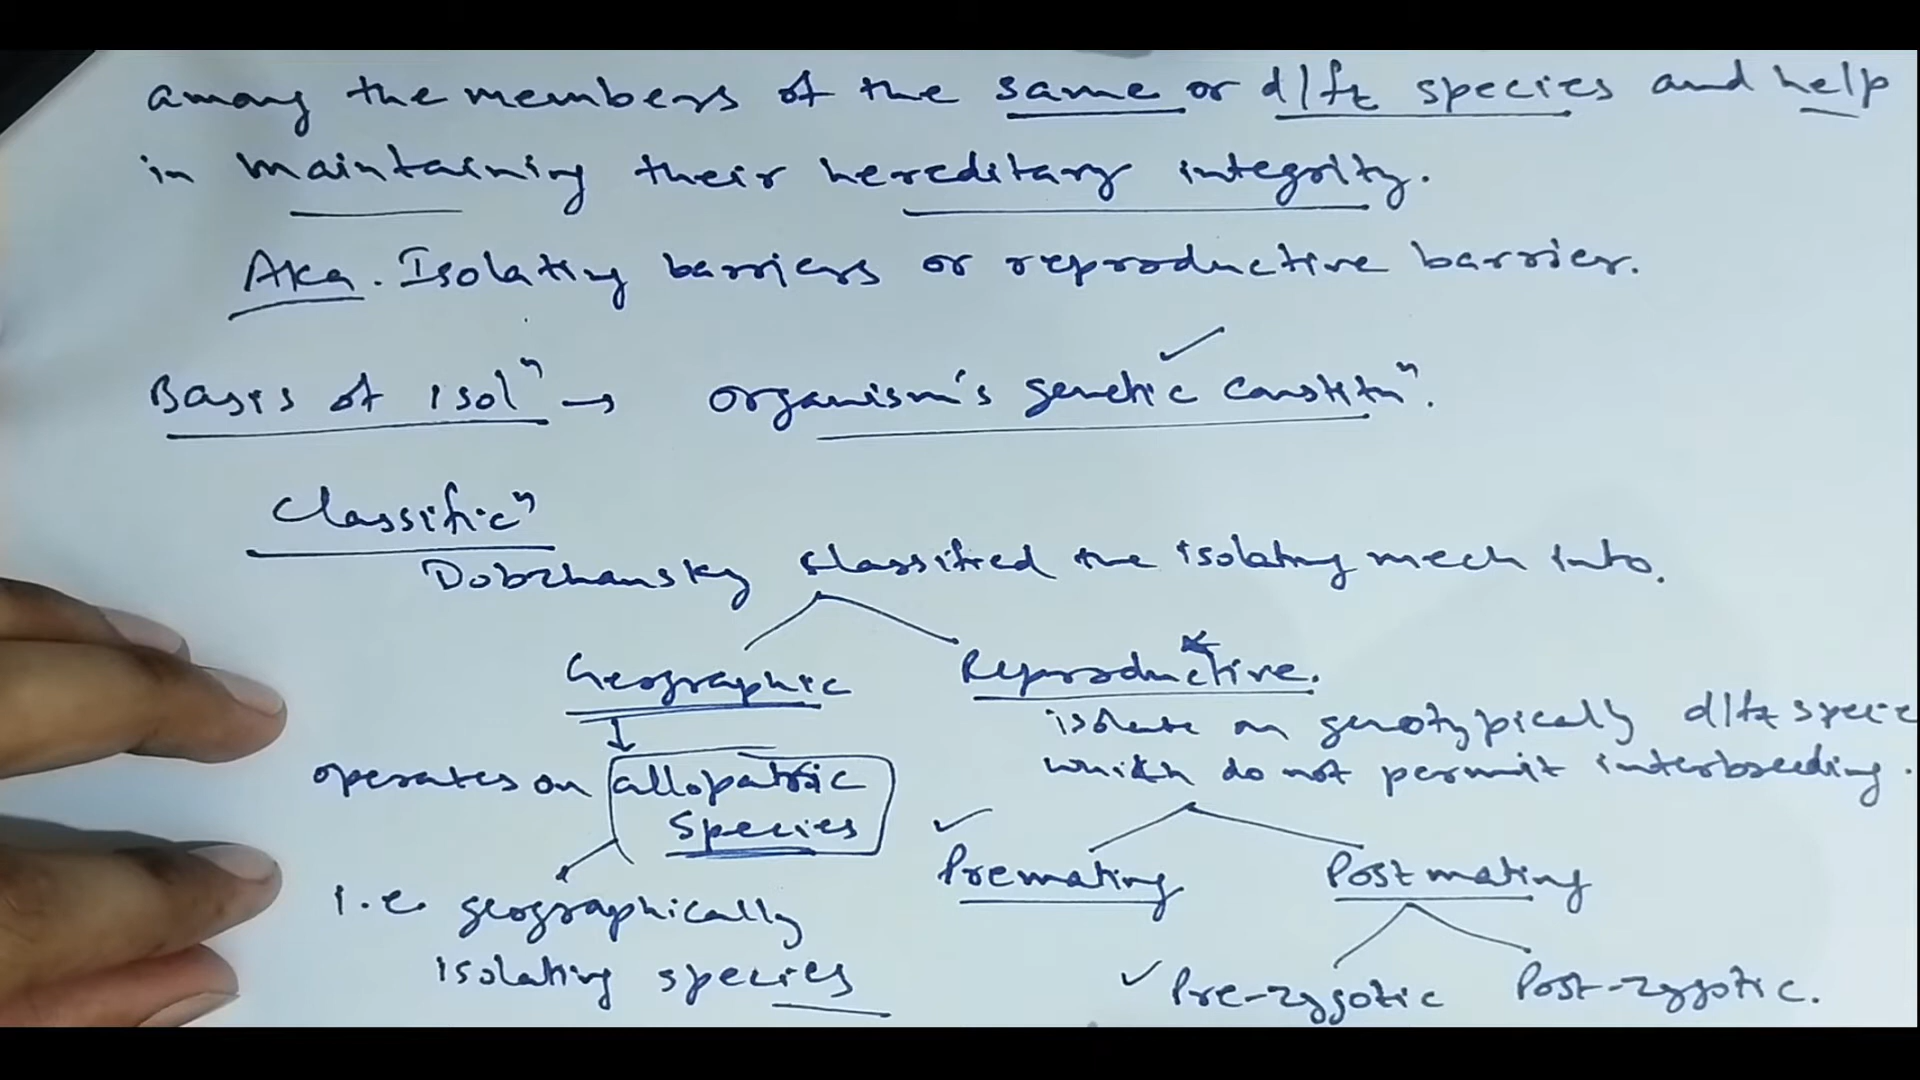 among the members of the same or d/ft species and help
in maintaining their hereditary integrity.
Aka. Isolating barriers or reproductive barrier.
Basis of isolⁿ → organism's genetic constitⁿ.
Classificⁿ
Dobzhansky classified the isolating mech into.
Geographic Reproductive.
isolate on genotypically d/ft specie
which do not permit interbreeding.
operates on allopatric
species
Premating Postmating
i.e. geographically
isolating species
Pre-zygotic Post-zygotic.